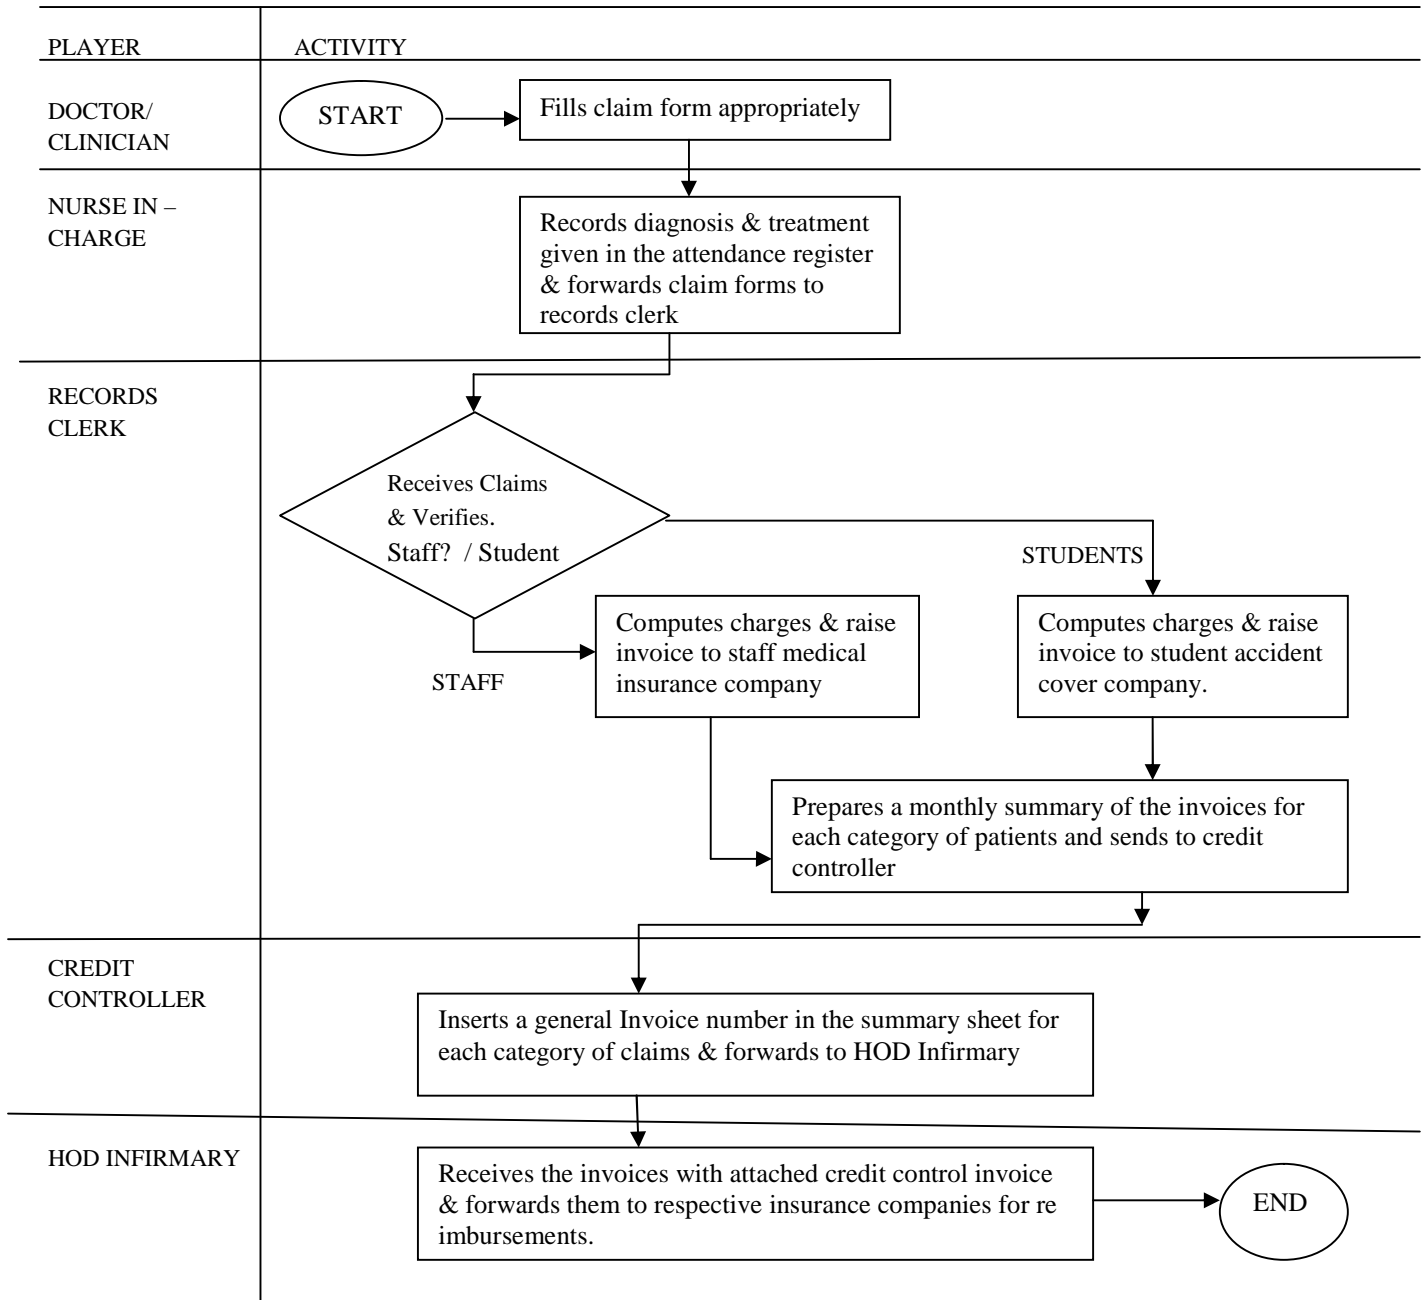 PLAYER
ACTIVITY
DOCTOR/
CLINICIAN
START
Fills claim form appropriately
NURSE IN –
CHARGE
Records diagnosis & treatment
given in the attendance register
& forwards claim forms to
records clerk
RECORDS
CLERK
Receives Claims
& Verifies.
Staff?  / Student
STUDENTS
STAFF
Computes charges & raise
invoice to staff medical
insurance company
Computes charges & raise
invoice to student accident
cover company.
Prepares a monthly summary of the invoices for
each category of patients and sends to credit
controller
CREDIT
CONTROLLER
Inserts a general Invoice number in the summary sheet for
each category of claims & forwards to HOD Infirmary
HOD INFIRMARY
Receives the invoices with attached credit control invoice
& forwards them to respective insurance companies for re
imbursements.
END